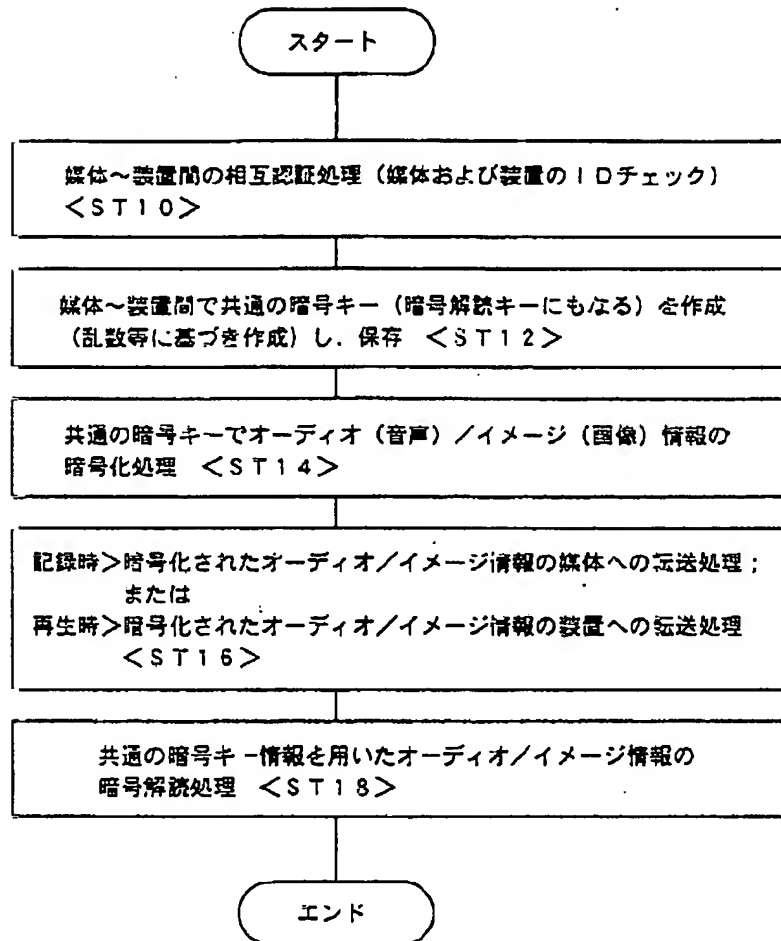 スタート
媒体~装置間の相互認証処理(媒体および装置のIDチェック)
<ST10>
媒体~装置間で共通の暗号キー(暗号解読キーにもなる)を作成
(乱数等に基づき作成)し、保存 <ST12>
共通の暗号キーでオーディオ(音声)/イメージ(画像)情報の
暗号化処理 <ST14>
記録時>暗号化されたオーディオ/イメージ情報の媒体への転送処理;
または
再生時>暗号化されたオーディオ/イメージ情報の装置への転送処理
<ST16>
共通の暗号キー情報を用いたオーディオ/イメージ情報の
暗号解読処理 <ST18>
エンド